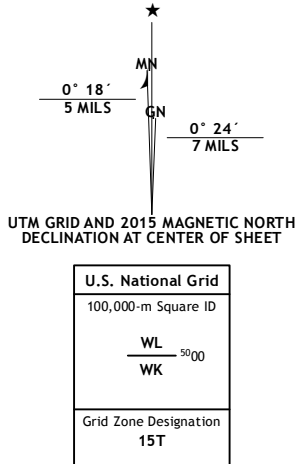 ★
MN
0° 18´
5 MILS
GN
0° 24´
7 MILS
UTM GRID AND 2015 MAGNETIC NORTH
DECLINATION AT CENTER OF SHEET
U.S. National Grid
100,000-m Square ID
WL
5000
WK
Grid Zone Designation
15T